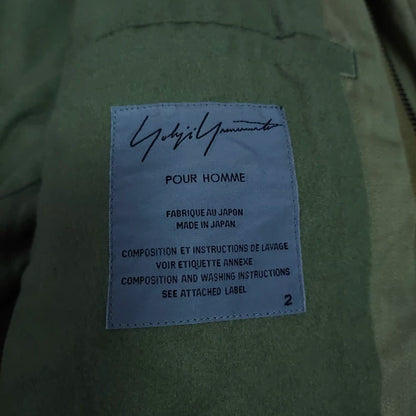 Yohji Yamamoto
POUR HOMME
FABRIQUE AU JAPON
MADE IN JAPAN
COMPOSITION ET INSTRUCTIONS DE LAVAGE
VOIR ETIQUETTE ANNEXE
COMPOSITION AND WASHING INSTRUCTIONS
SEE ATTACHED LABEL
2